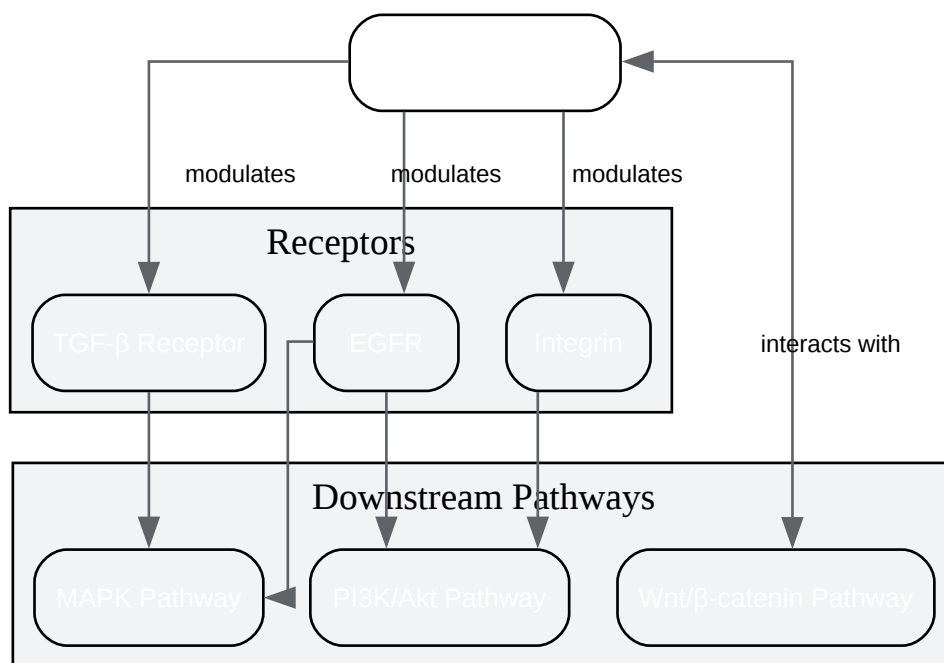 modulates
modulates
modulates
Receptors
TGF-β Receptor
EGFR
Integrin
interacts with
Downstream Pathways
MAPK Pathway
PI3K/Akt Pathway
Wnt/β-catenin Pathway